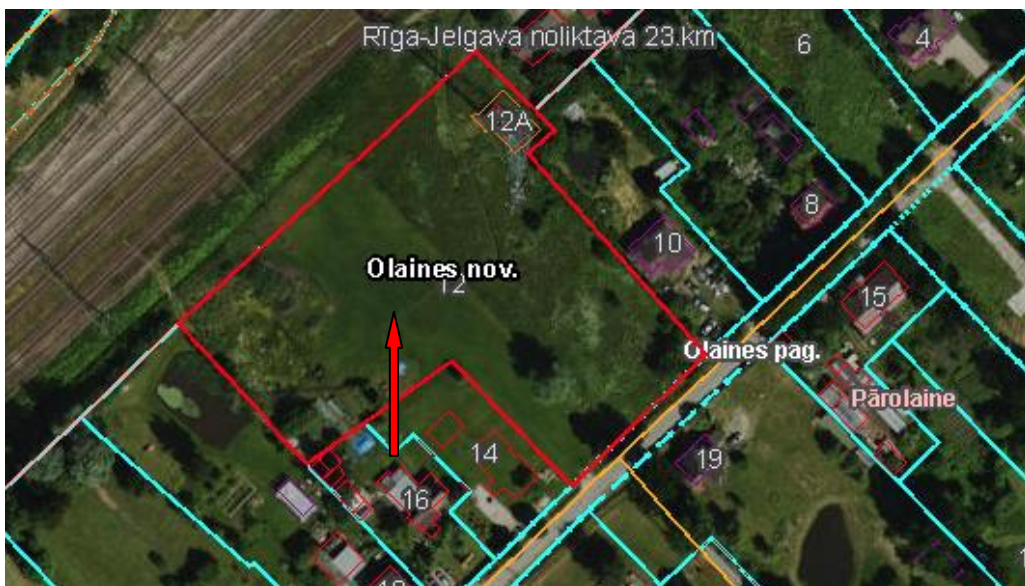 Rīga-Jelgava noliktava 23.km
6
4
12A
8
10
Olaines nov.
12
15
Olaines pag.
Pārolaine
14
19
16